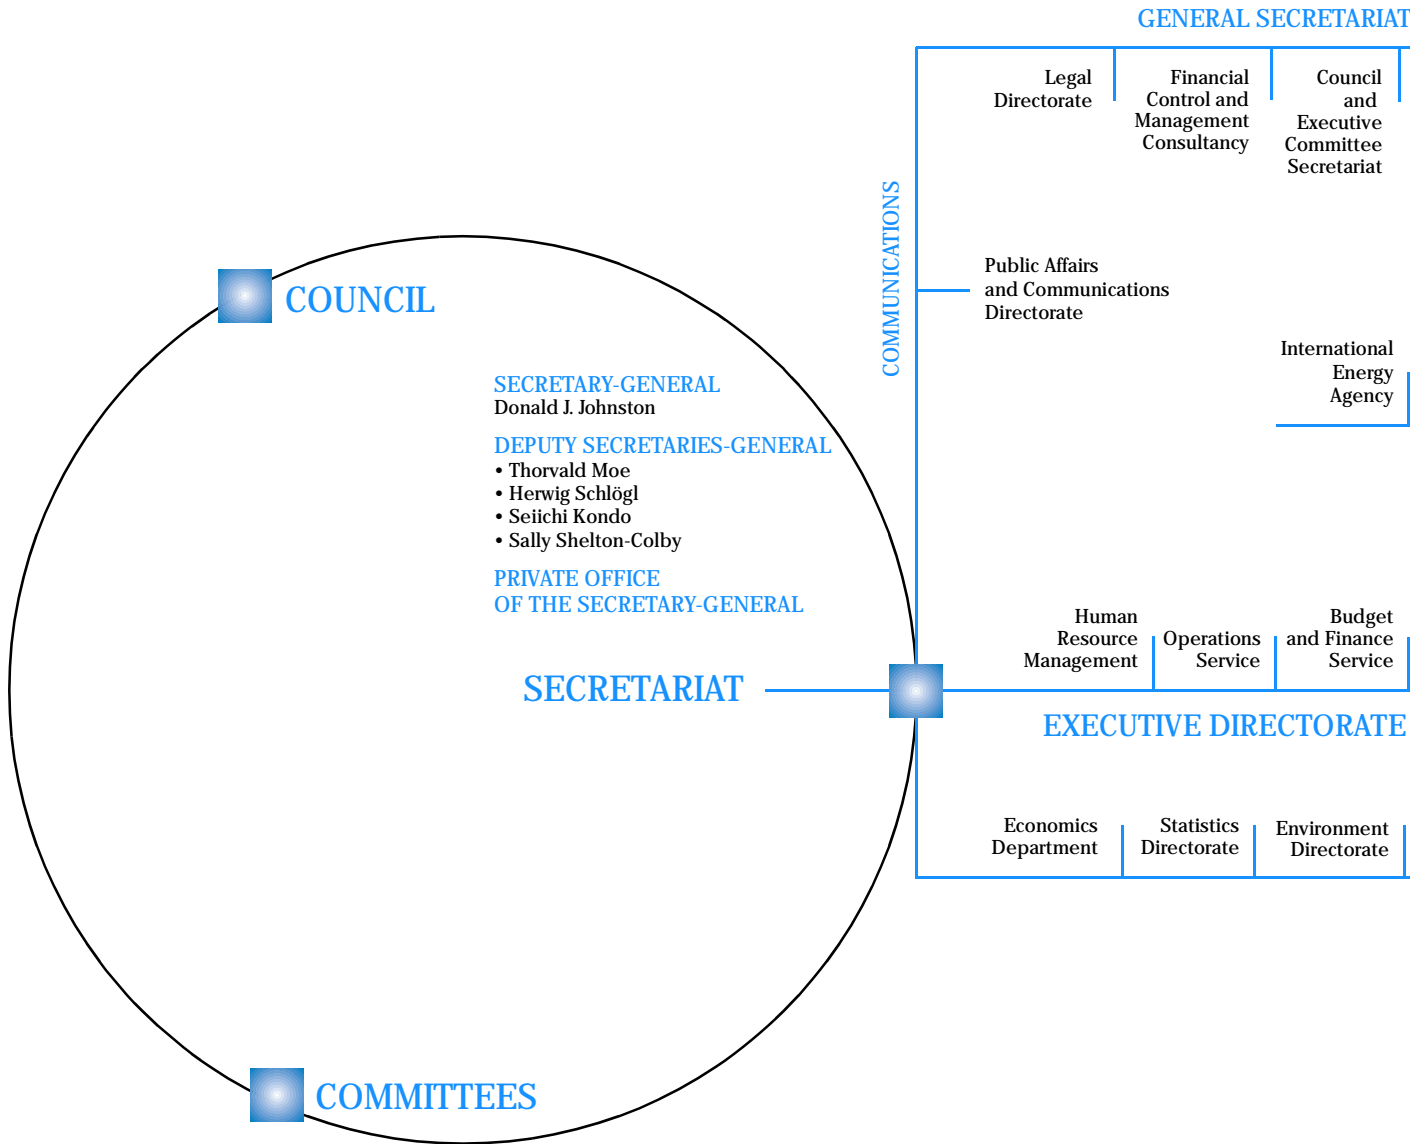 GENERAL SECRETARIAT
Legal
Directorate
Financial
Control and
Management
Consultancy
Council
and
Executive
Committee
Secretariat
COMMUNICATIONS
Public Affairs
and Communications
Directorate
International
Energy
Agency
COUNCIL
SECRETARY-GENERAL
Donald J. Johnston
DEPUTY SECRETARIES-GENERAL
• Thorvald Moe
• Herwig Schlögl
• Seiichi Kondo
• Sally Shelton-Colby
PRIVATE OFFICE
OF THE SECRETARY-GENERAL
SECRETARIAT
Human
Resource
Management
Operations
Service
Budget
and Finance
Service
EXECUTIVE DIRECTORATE
Economics
Department
Statistics
Directorate
Environment
Directorate
COMMITTEES